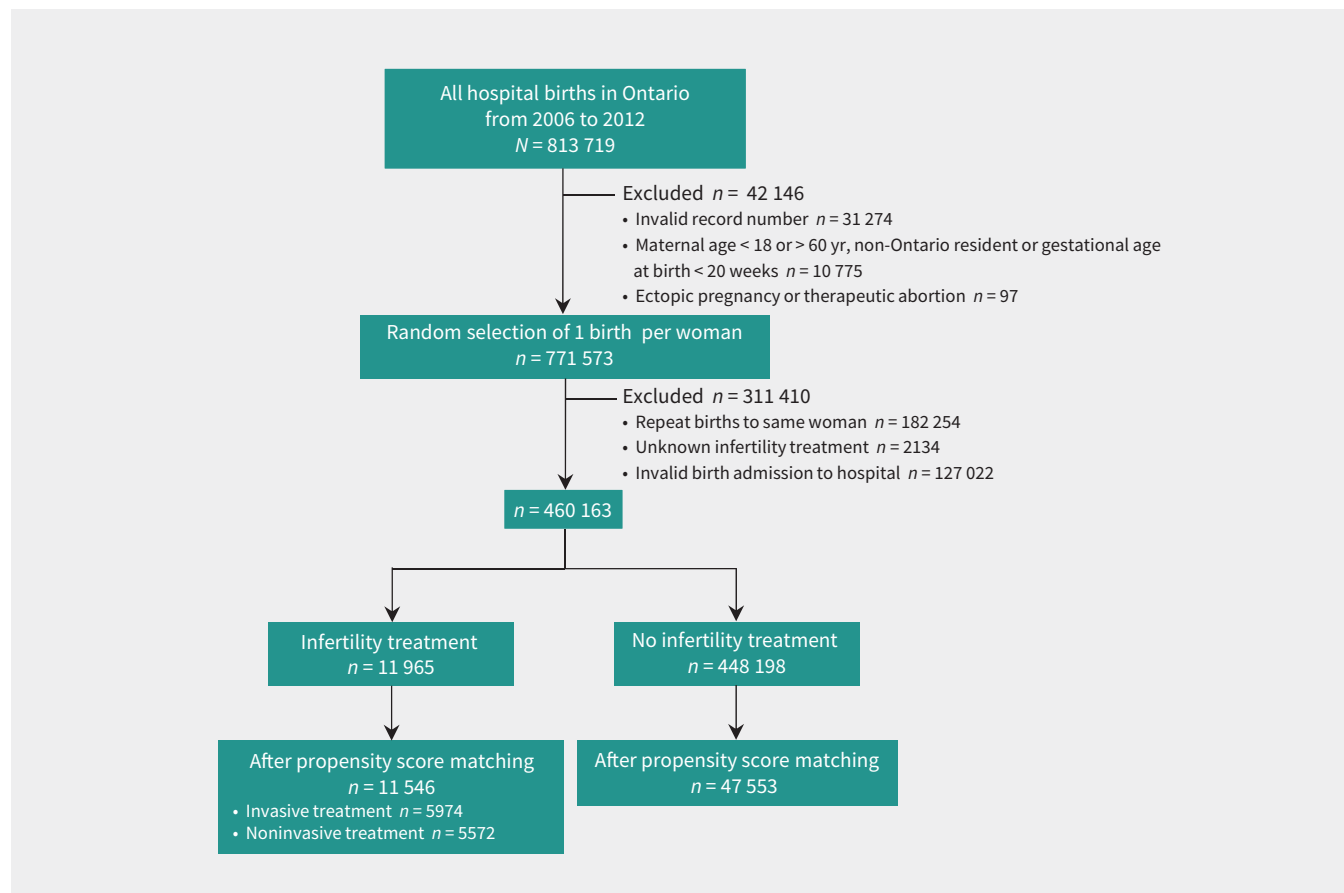 All hospital births in Ontario
from 2006 to 2012
N = 813 719
Excluded n = 42 146
• Invalid record number n = 31 274
• Maternal age < 18 or > 60 yr, non-Ontario resident or gestational age
at birth < 20 weeks n = 10 775
• Ectopic pregnancy or therapeutic abortion n = 97
Random selection of 1 birth per woman
n = 771 573
Excluded n = 311 410
• Repeat births to same woman n = 182 254
• Unknown infertility treatment n = 2134
• Invalid birth admission to hospital n = 127 022
n = 460 163
Infertility treatment
n = 11 965
No infertility treatment
n = 448 198
After propensity score matching
n = 11 546
• Invasive treatment n = 5974
• Noninvasive treatment n = 5572
After propensity score matching
n = 47 553